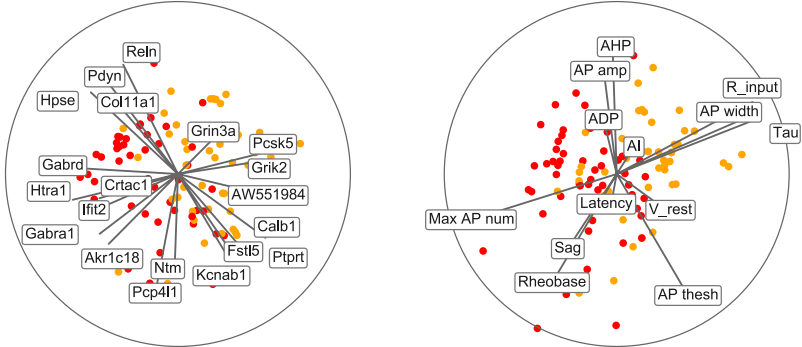 Reln
Pdyn
Hpse
Col11a1
Grin3a
Pcsk5
Gabrd
Grik2
Crtac1
Htra1
AW551984
Ifit2
Calb1
Gabra1
Fstl5
Akr1c18
Ptprt
Ntm
Kcnab1
Pcp4l1
AHP
AP amp
R_input
AP width
ADP
Tau
AI
Latency
V_rest
Max AP num
Sag
Rheobase
AP thesh